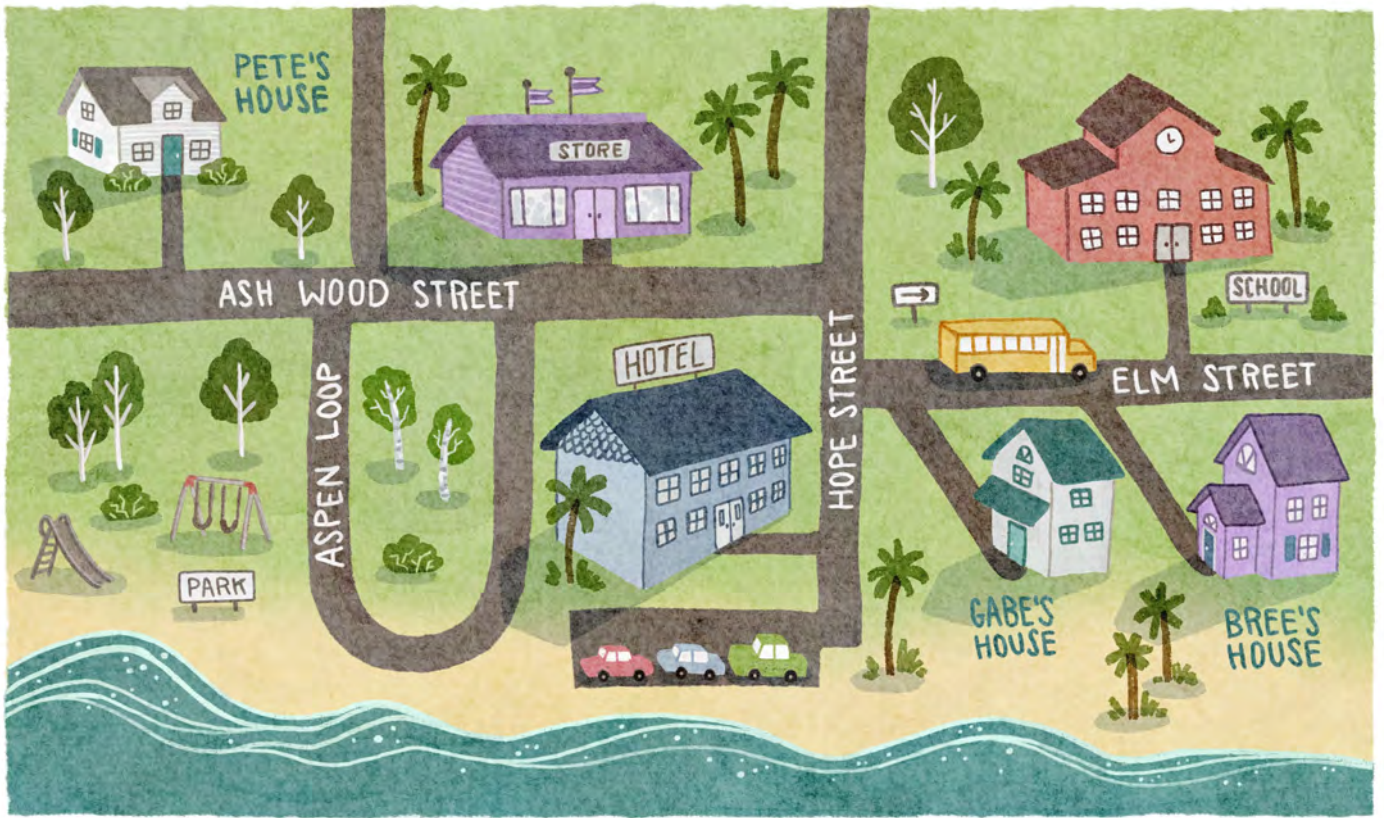 PETE'S
HOUSE
STORE
ASH WOOD STREET
SCHOOL
HOTEL
ELM STREET
HOPE STREET
ASPEN LOOP
PARK
GABE'S
HOUSE
BREE'S
HOUSE